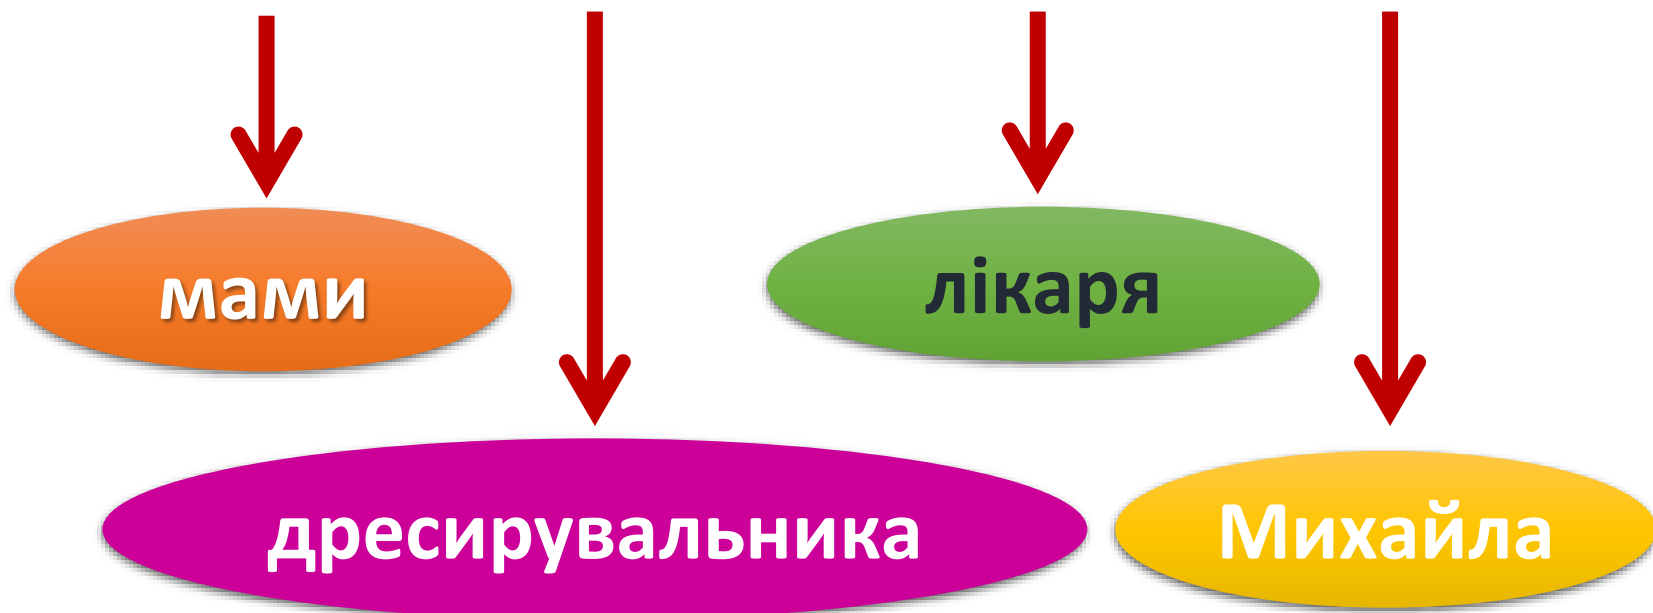 мами
лікаря
дресирувальника
Михайла